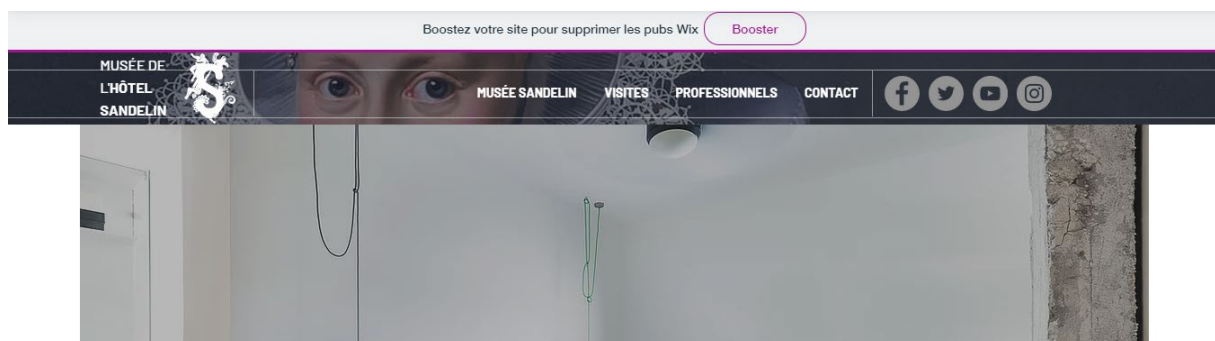 Boostez votre site pour supprimer les pubs Wix Booster
MUSÉE DE
L'HÔTEL
SANDELIN
MUSÉE SANDELIN VISITES PROFESSIONNELS CONTACT